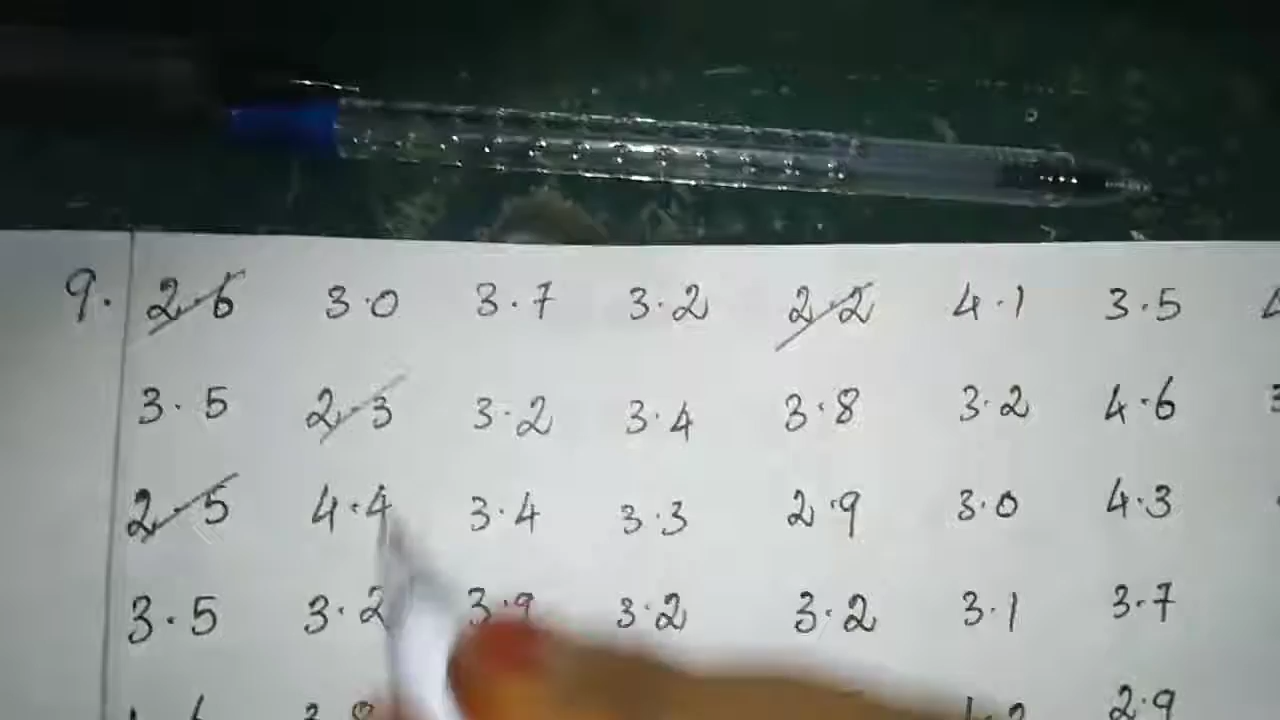 9. 2.6 3.0 3.7 3.2 2.2 4.1 3.5
3.5 2.3 3.2 3.4 3.8 3.2 4.6
2.5 4.4 3.4 3.3 2.9 3.0 4.3
3.5 3.2 3.9 3.2 3.2 3.1 3.7
2.9